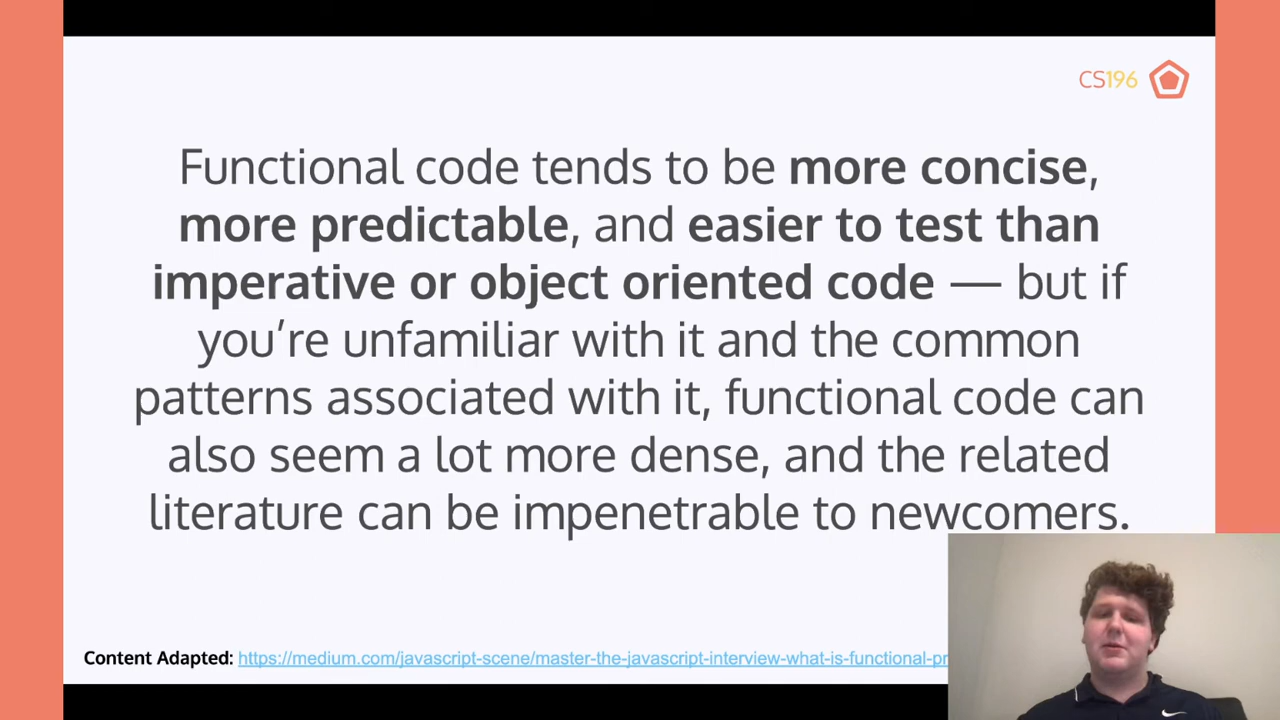 CS196
Functional code tends to be more concise,
more predictable, and easier to test than
imperative or object oriented code — but if
you’re unfamiliar with it and the common
patterns associated with it, functional code can
also seem a lot more dense, and the related
literature can be impenetrable to newcomers.
Content Adapted: https://medium.com/javascript-scene/master-the-javascript-interview-what-is-functional-pr